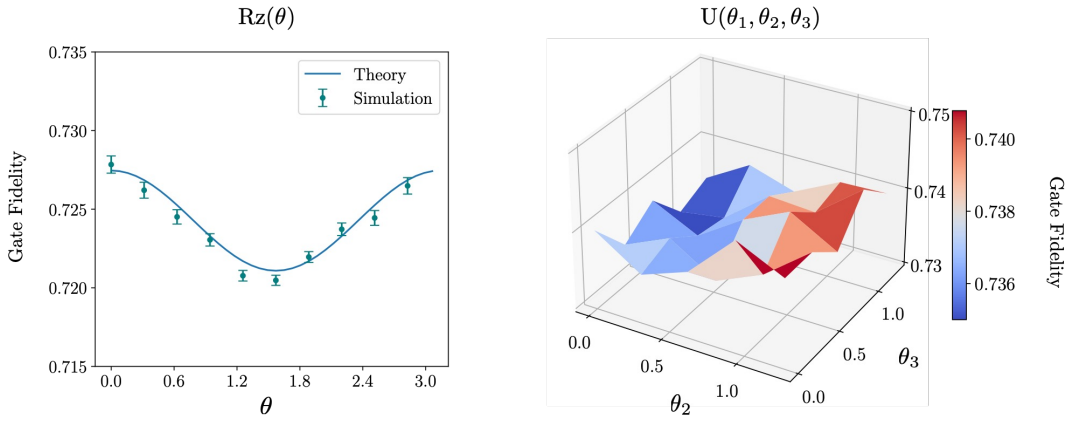 Rz(θ)
0.735
0.730
0.725
0.720
0.715
Gate Fidelity
Theory
Simulation
0.0 0.6 1.2 1.8 2.4 3.0
θ
U(θ₁, θ₂, θ₃)
0.75
0.74
0.73
0.0
0.5
1.0
θ₂
0.0
0.5
1.0
θ₃
0.740
0.738
0.736
Gate Fidelity